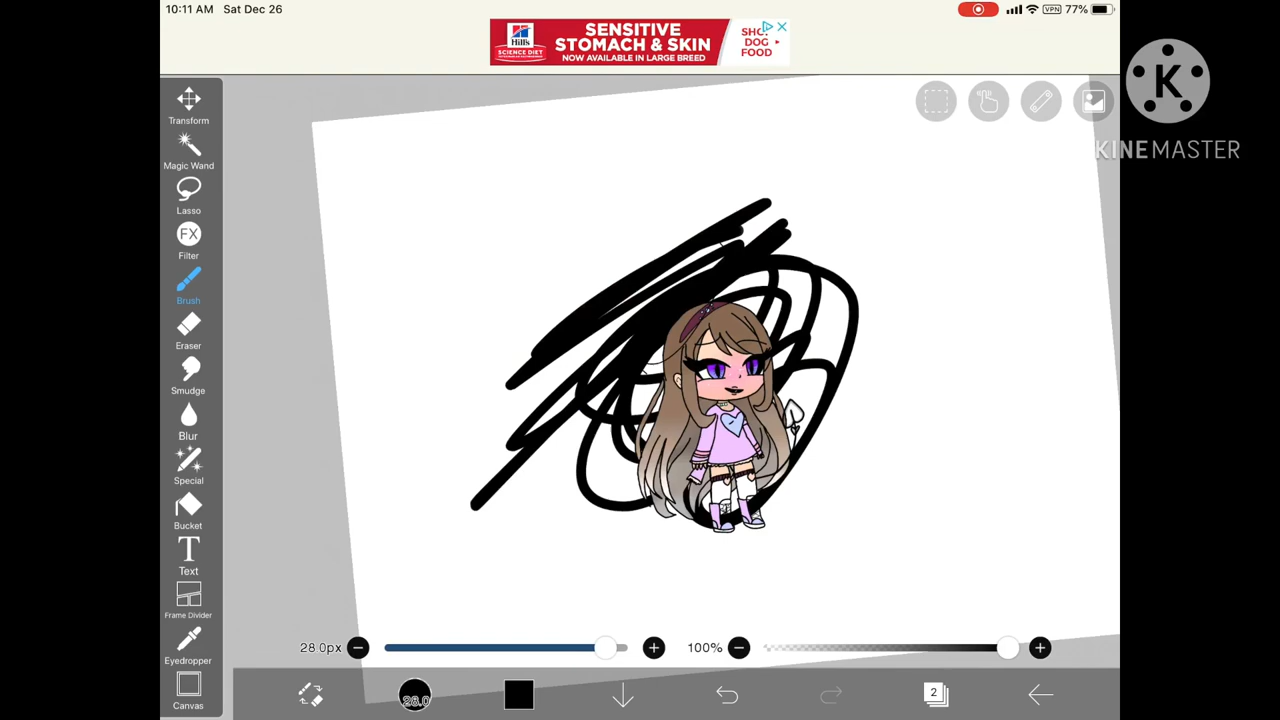 10:11 AM Sat Dec 26
VPN 77%
Hill's
SCIENCE DIET
SENSITIVE
STOMACH & SKIN
NOW AVAILABLE IN LARGE BREED
DOG
FOOD
K
KINEMASTER
Transform
Magic Wand
Lasso
FX
Filter
Brush
Eraser
Smudge
Blur
Special
Bucket
T
Text
Frame Divider
Eyedropper
Canvas
28.0px
100%
28.0
2